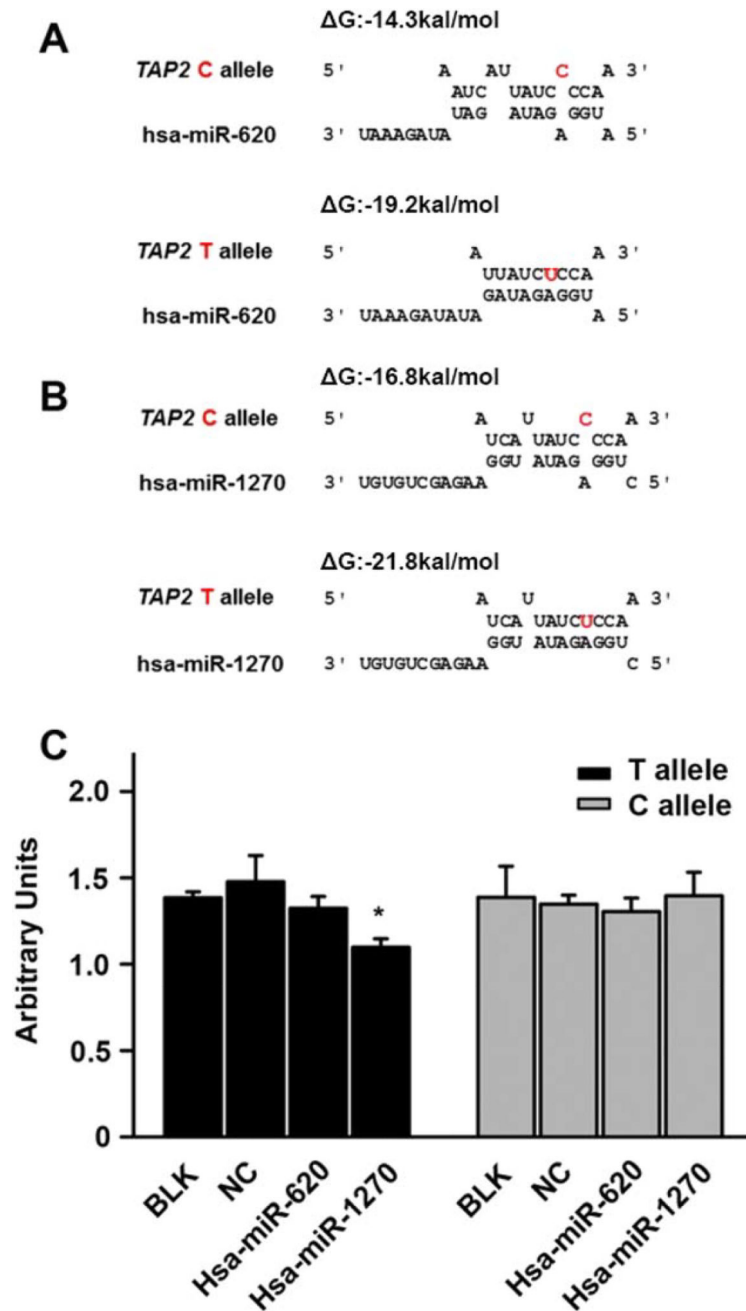 A
ΔG:-14.3kal/mol
TAP2 C allele 5' A AU C A 3'
AUC UAUC CCA
UAG AUAG GGU
hsa-miR-620 3' UAAAGAUA A A 5'
ΔG:-19.2kal/mol
TAP2 T allele 5' A A 3'
UUAUCUCCA
GAUAGAGGU
hsa-miR-620 3' UAAAGAUAUA A 5'
B
ΔG:-16.8kal/mol
TAP2 C allele 5' A U C A 3'
UCA UAUC CCA
GGU AUAG GGU
hsa-miR-1270 3' UGUGUCGAGAA A C 5'
ΔG:-21.8kal/mol
TAP2 T allele 5' A U A 3'
UCA UAUCUCCA
GGU AUAGAGGU
hsa-miR-1270 3' UGUGUCGAGAA C 5'
C
T allele
C allele
Arbitrary Units
2.0
1.5
1.0
0.5
0
*
BLK
NC
Hsa-miR-620
Hsa-miR-1270
BLK
NC
Hsa-miR-620
Hsa-miR-1270